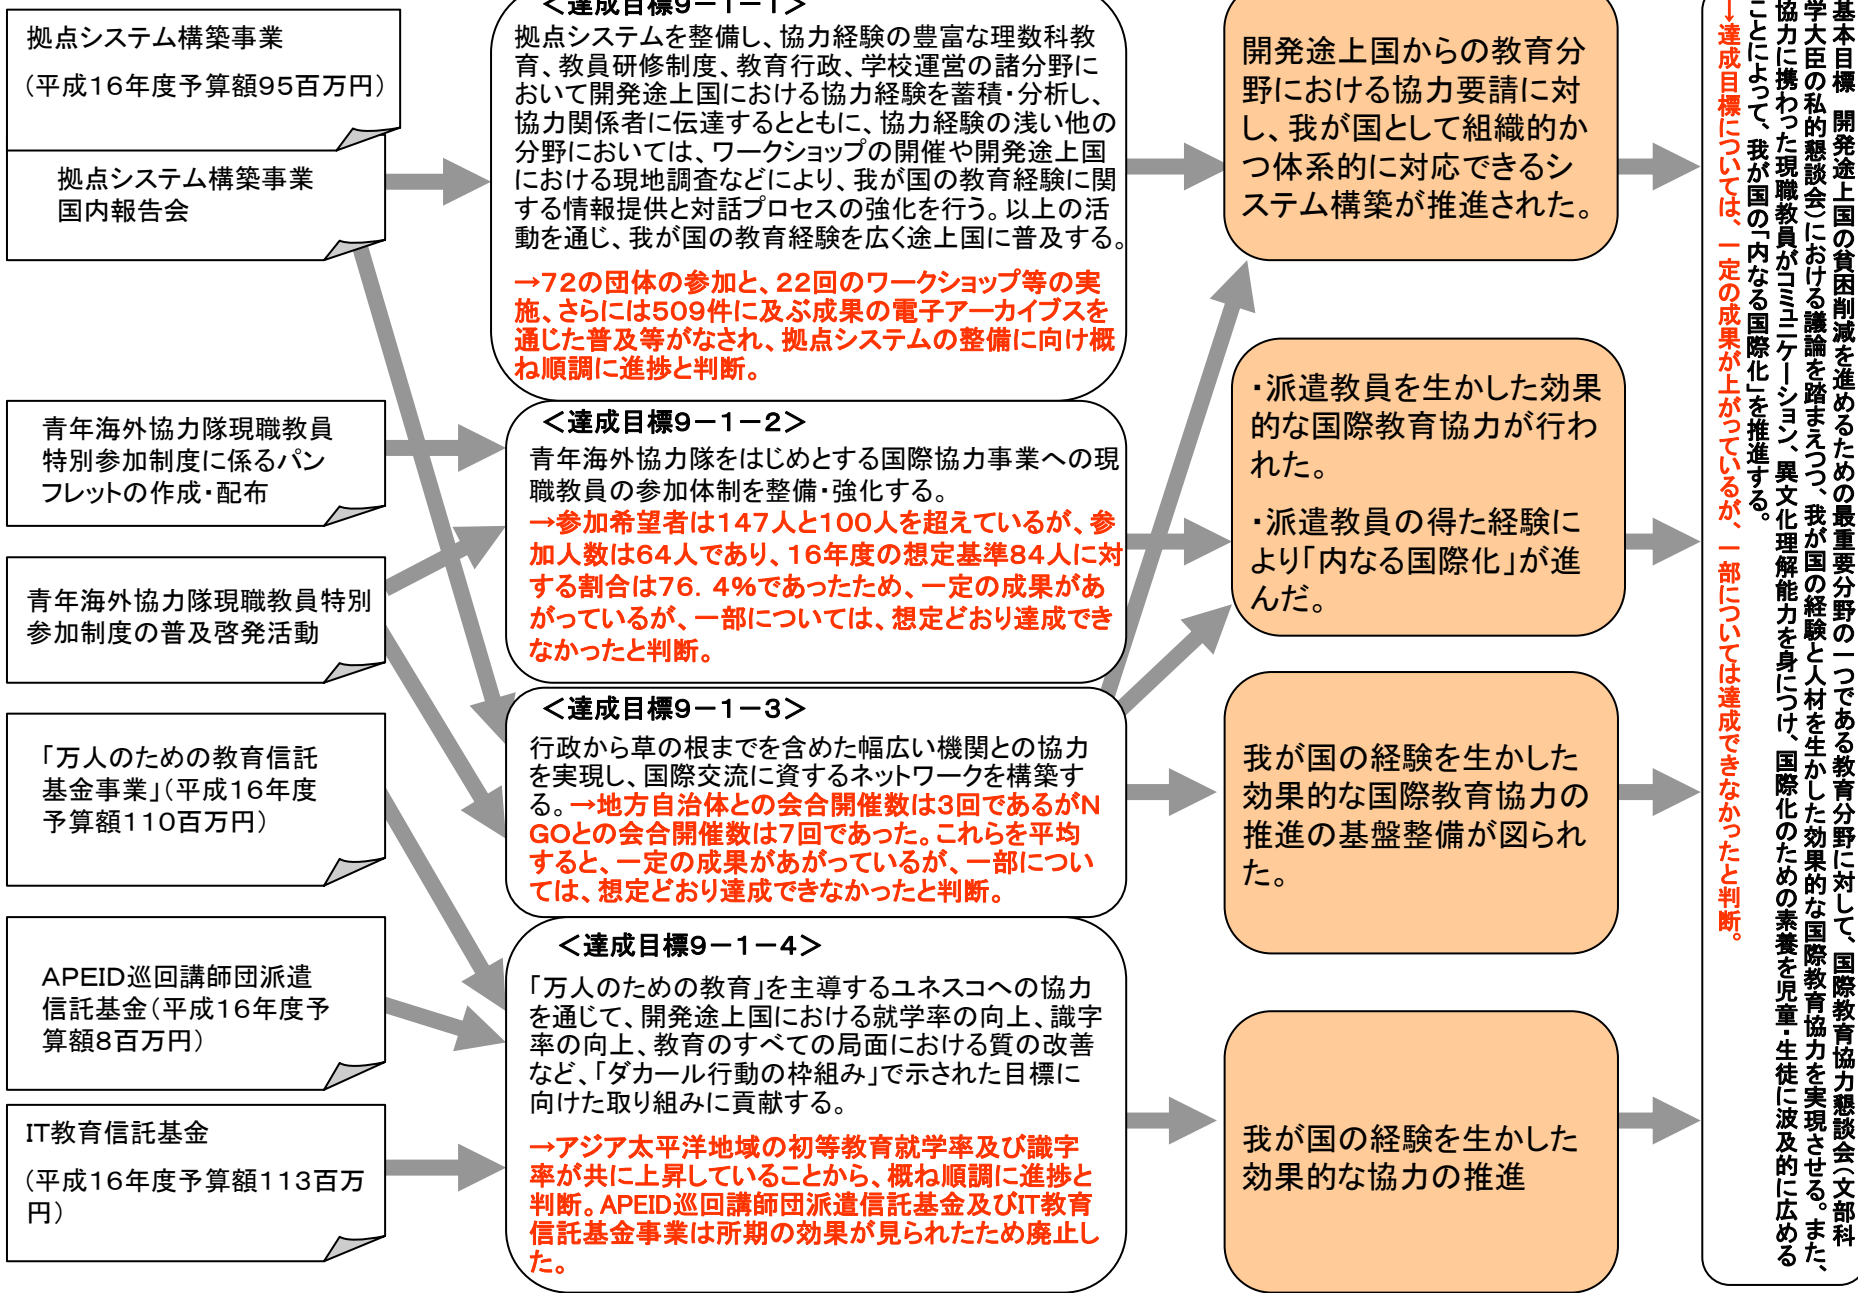 拠点システム構築事業
(平成16年度予算額95百万円)
拠点システム構築事業
国内報告会
青年海外協力隊現職教員
特別参加制度に係るパン
フレットの作成・配布
青年海外協力隊現職教員特別
参加制度の普及啓発活動
「万人のための教育信託
基金事業」(平成16年度
予算額110百万円)
APEID巡回講師団派遣
信託基金(平成16年度予
算額8百万円)
IT教育信託基金
(平成16年度予算額113百万
円)
<達成目標9-1-1>
拠点システムを整備し、協力経験の豊富な理数科教
育、教員研修制度、教育行政、学校運営の諸分野に
おいて開発途上国における協力経験を蓄積・分析し、
協力関係者に伝達するとともに、協力経験の浅い他の
分野においては、ワークショップの開催や開発途上国
における現地調査などにより、我が国の教育経験に関
する情報提供と対話プロセスの強化を行う。以上の活
動を通じ、我が国の教育経験を広く途上国に普及する。
→72の団体の参加と、22回のワークショップ等の実
施、さらには509件に及ぶ成果の電子アーカイブスを
通じた普及等がなされ、拠点システムの整備に向け概
ね順調に進捗と判断。
<達成目標9-1-2>
青年海外協力隊をはじめとする国際協力事業への現
職教員の参加体制を整備・強化する。
→参加希望者は147人と100人を超えているが、参
加人数は64人であり、16年度の想定基準84人に対
する割合は76.4%であったため、一定の成果があ
がっているが、一部については、想定どおり達成でき
なかったと判断。
<達成目標9-1-3>
行政から草の根までを含めた幅広い機関との協力
を実現し、国際交流に資するネットワークを構築す
る。→地方自治体との会合開催数は3回であるがN
GOとの会合開催数は7回であった。これらを平均
すると、一定の成果があがっているが、一部につい
ては、想定どおり達成できなかったと判断。
<達成目標9-1-4>
「万人のための教育」を主導するユネスコへの協力
を通じて、開発途上国における就学率の向上、識字
率の向上、教育のすべての局面における質の改善
など、「ダカール行動の枠組み」で示された目標に
向けた取り組みに貢献する。
→アジア太平洋地域の初等教育就学率及び識字
率が共に上昇していることから、概ね順調に進捗と
判断。APEID巡回講師団派遣信託基金及びIT教育
信託基金事業は所期の効果が見られたため廃止し
た。
開発途上国からの教育分
野における協力要請に対
し、我が国として組織的か
つ体系的に対応できるシ
ステム構築が推進された。
・派遣教員を生かした効果
的な国際教育協力が行わ
れた。
・派遣教員の得た経験に
より「内なる国際化」が進
んだ。
我が国の経験を生かした
効果的な国際教育協力の
推進の基盤整備が図られ
た。
我が国の経験を生かした
効果的な協力の推進
基本目標　開発途上国の貧困削減を進めるための最重要分野の一つである教育分野に対して、国際教育協力懇談会(文部科
学大臣の私的懇談会)における議論を踏まえつつ、我が国の経験と人材を生かした効果的な国際教育協力を実現させる。また、
協力に携わった現職教員がコミュニケーション、異文化理解能力を身につけ、国際化のための素養を児童・生徒に波及的に広める
ことによって、我が国の「内なる国際化」を推進する。
→達成目標については、一定の成果が上がっているが、一部については達成できなかったと判断。